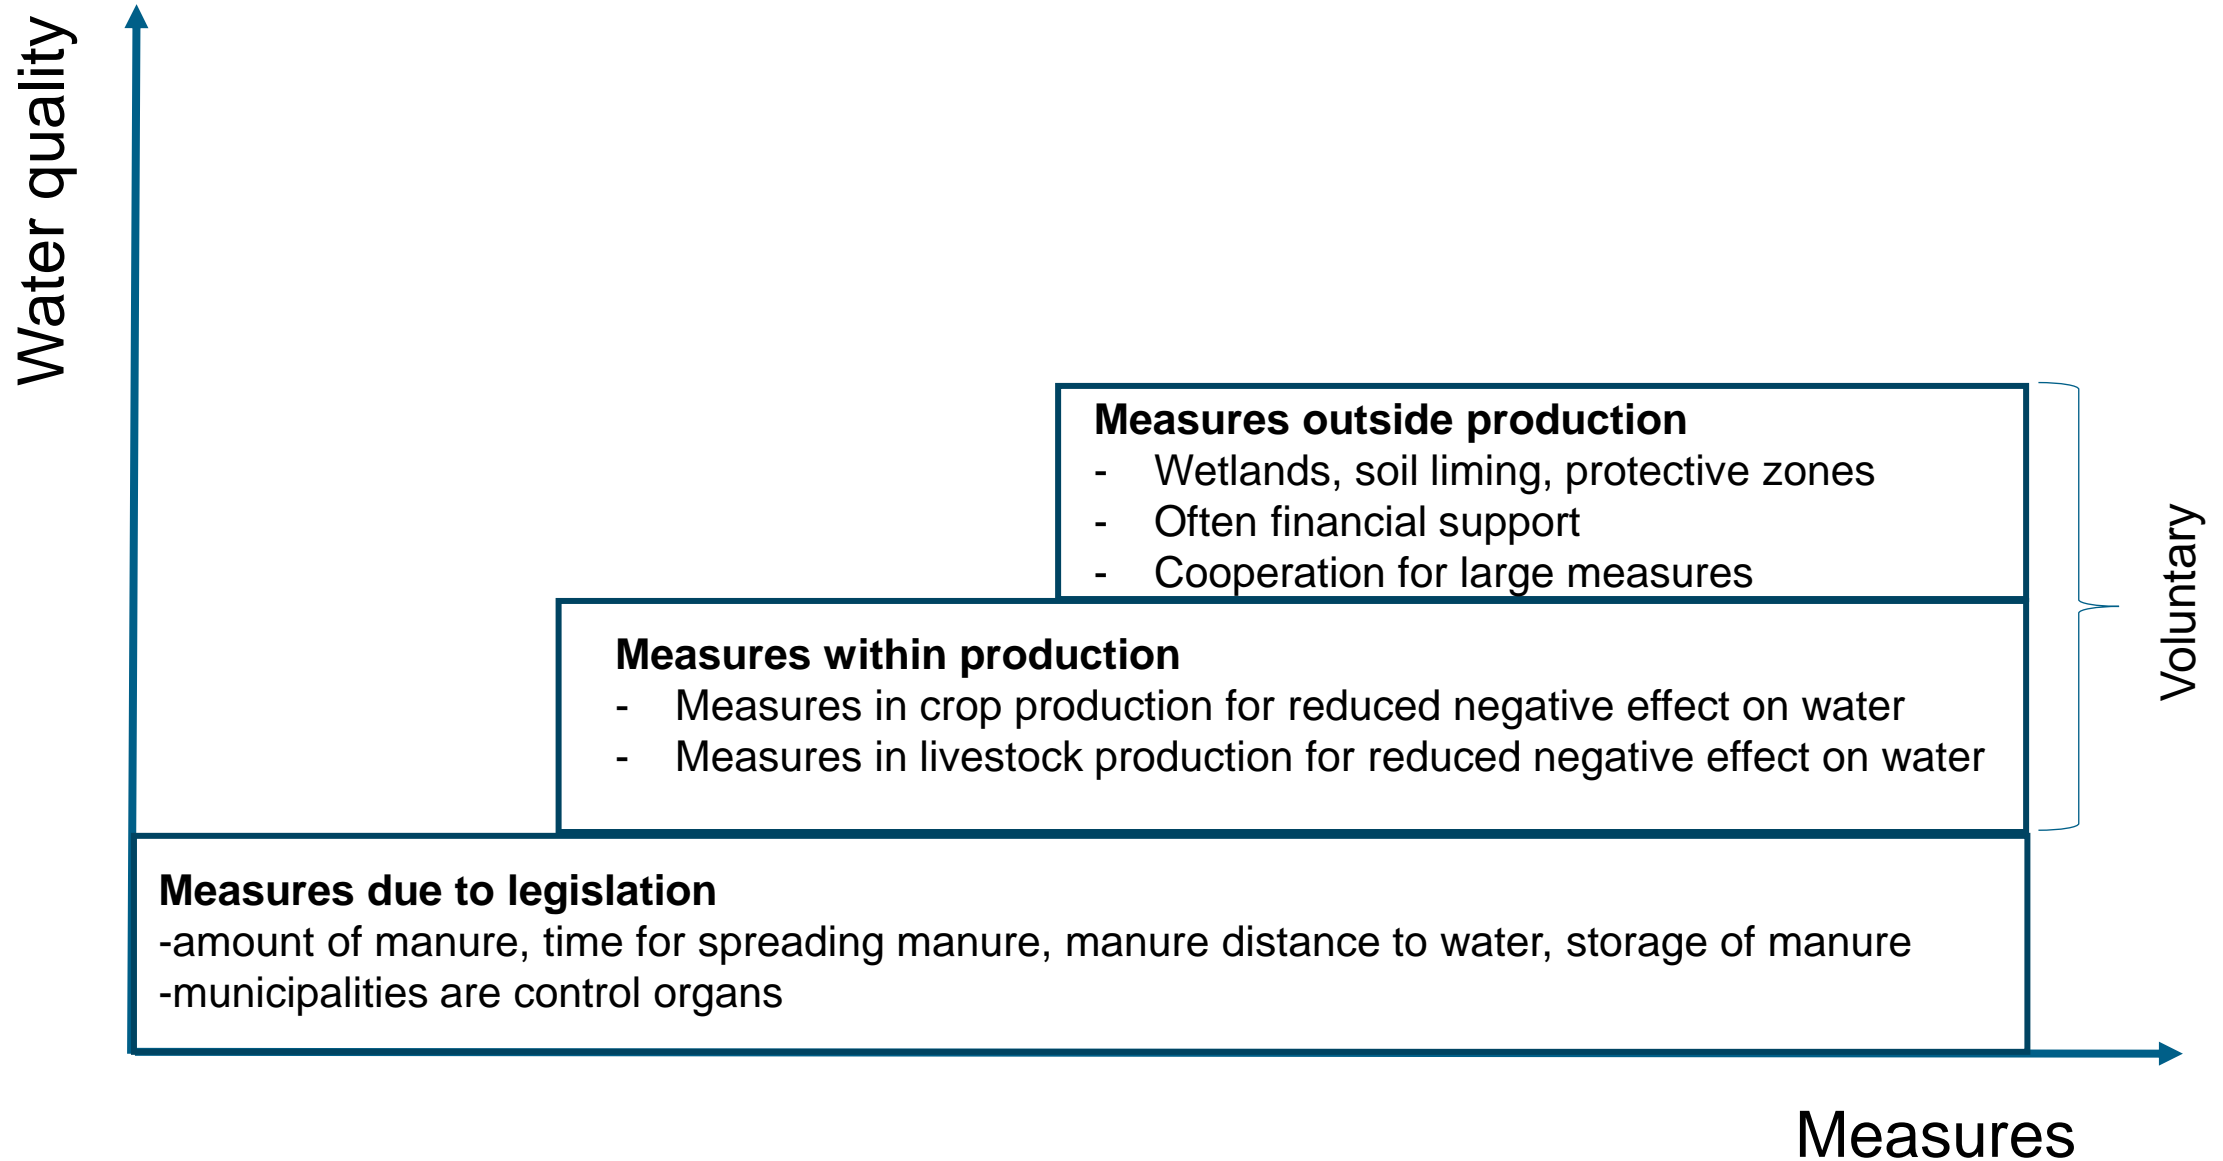 Water quality
Measures outside production
- Wetlands, soil liming, protective zones
- Often financial support
- Cooperation for large measures
Voluntary
Measures within production
- Measures in crop production for reduced negative effect on water
- Measures in livestock production for reduced negative effect on water
Measures due to legislation
-amount of manure, time for spreading manure, manure distance to water, storage of manure
-municipalities are control organs
Measures